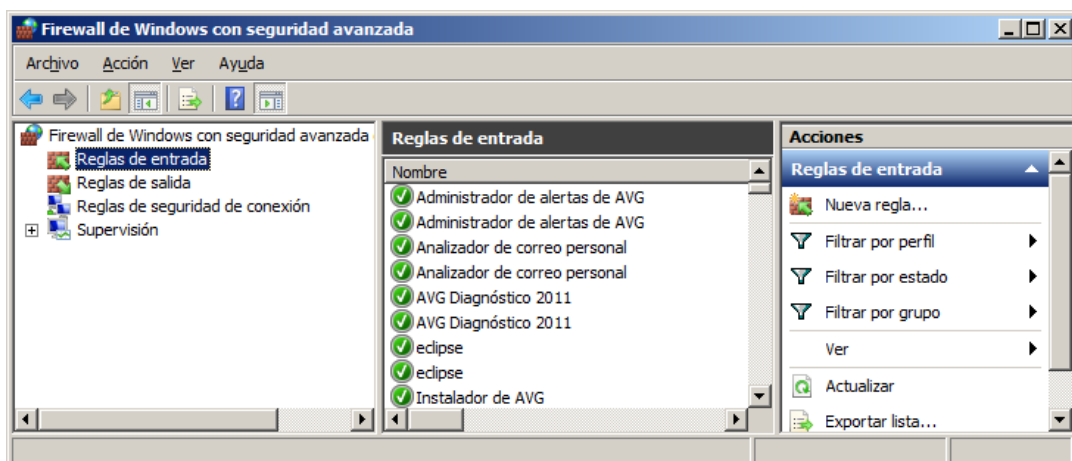 Firewall de Windows con seguridad avanzada
Archivo Acción Ver Ayuda
Firewall de Windows con seguridad avanzada
Reglas de entrada
Reglas de salida
Reglas de seguridad de conexión
Supervisión
Reglas de entrada
Nombre
Administrador de alertas de AVG
Administrador de alertas de AVG
Analizador de correo personal
Analizador de correo personal
AVG Diagnóstico 2011
AVG Diagnóstico 2011
eclipse
eclipse
Instalador de AVG
Acciones
Reglas de entrada
Nueva regla...
Filtrar por perfil
Filtrar por estado
Filtrar por grupo
Ver
Actualizar
Exportar lista...